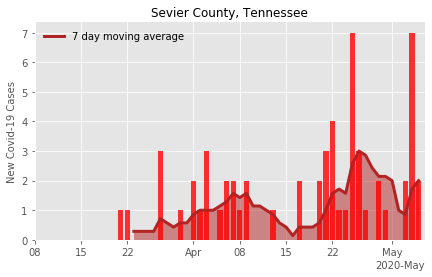 Sevier County, Tennessee
7 day moving average
New Covid-19 Cases
7
6
5
4
3
2
1
0
08 15 22 Apr 08 15 22 May
2020-May